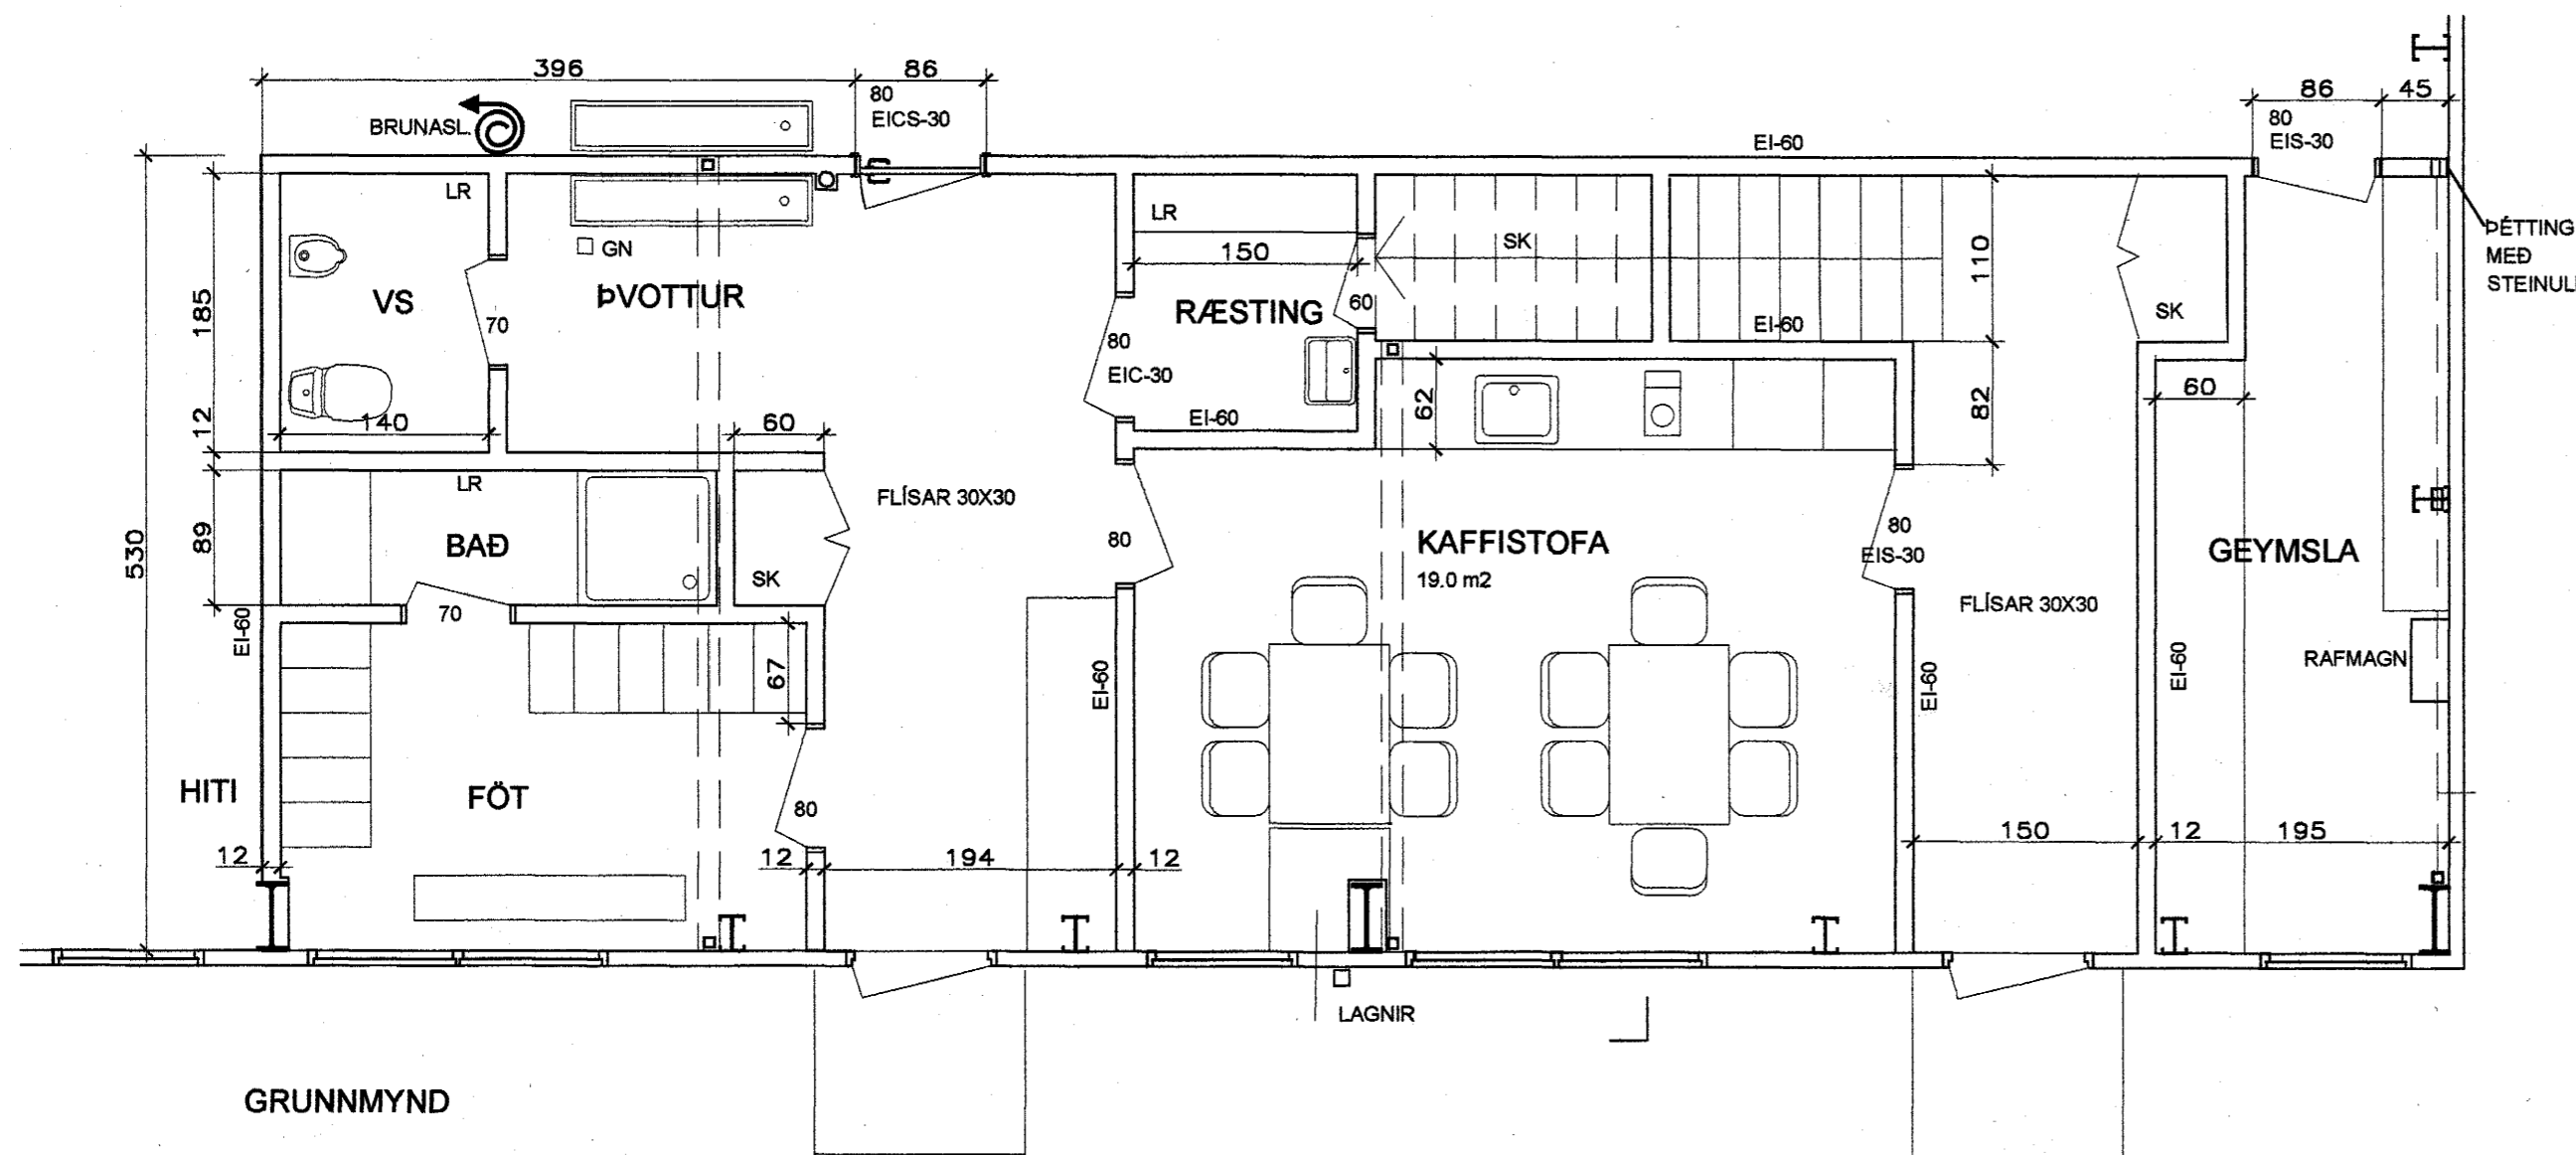 396
86
80
EICS-30
BRUNASL.
EI-60
86
45
80
EIS-30
LR
GN
VS
ÞVOTTUR
70
185
12
140
60
LR
150
RÆSTING
60
80
EIC-30
EI-60
SK
EI-60
110
82
62
SK
60
ÞÉTTING
MEÐ
530
89
LR
BAÐ
70
SK
FLÍSAR 30X30
80
KAFFISTOFA
19.0 m2
80
EIS-30
FLÍSAR 30X30
GEYMSLA
RAFMAGN
EI-60
67
EI-60
EI-60
EI-60
HITI
FÖT
80
12
12
194
12
150
12
195
LAGNIR
GRUNNMYND